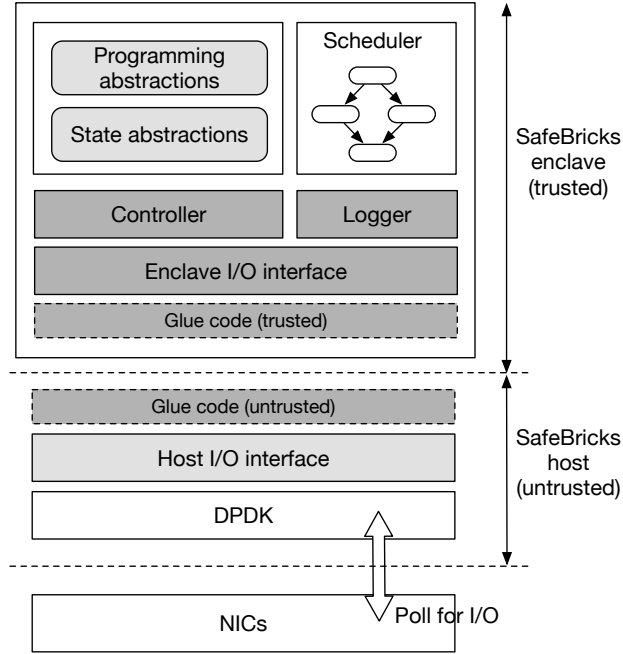 Programming
abstractions
State abstractions
Scheduler
Controller
Logger
Enclave I/O interface
Glue code (trusted)
SafeBricks
enclave
(trusted)
Glue code (untrusted)
Host I/O interface
DPDK
SafeBricks
host
(untrusted)
Poll for I/O
NICs